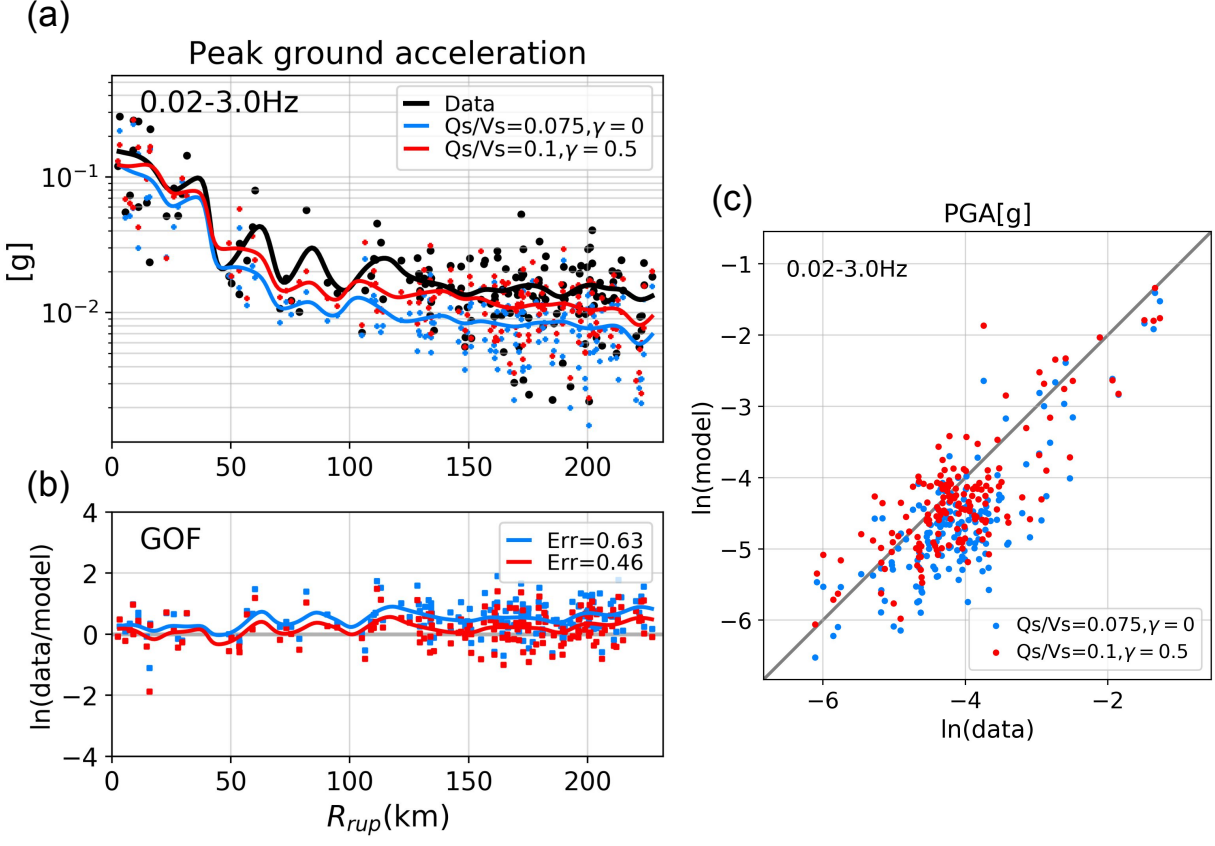 (a)
Peak ground acceleration
0.02-3.0Hz
Data
Qs/Vs=0.075,γ = 0
Qs/Vs=0.1,γ = 0.5
[g]
10⁻¹
10⁻²
0 50 100 150 200
(b)
GOF
Err=0.63
Err=0.46
ln(data/model)
4
2
0
−2
−4
0 50 100 150 200
R_rup(km)
(c)
PGA[g]
0.02-3.0Hz
ln(model)
−1
−2
−3
−4
−5
−6
Qs/Vs=0.075,γ = 0
Qs/Vs=0.1,γ = 0.5
−6 −4 −2
ln(data)